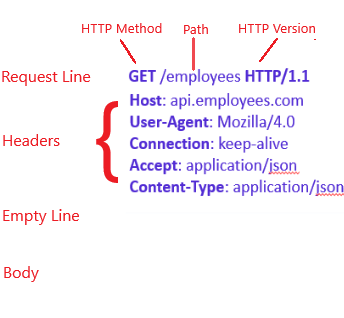 HTTP Method Path HTTP Version
Request Line GET /employees HTTP/1.1
Host: api.employees.com
User-Agent: Mozilla/4.0
Headers Connection: keep-alive
Accept: application/json
Content-Type: application/json
Empty Line
Body